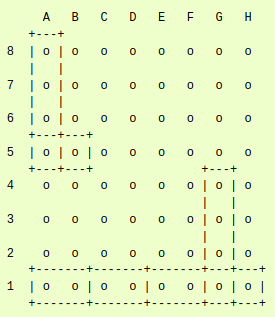 A   B   C   D   E   F   G   H
  +---+
8 | o | o   o   o   o   o   o   o
  |   |
7 | o | o   o   o   o   o   o   o
  |   |
6 | o | o   o   o   o   o   o   o
  +---+---+
5 | o | o | o   o   o   o   o   o
  +---+---+               +---+
4   o   o   o   o   o   o | o | o
                          |   |
3   o   o   o   o   o   o | o | o
                          |   |
2   o   o   o   o   o   o | o | o
  +-------+-------+-------+---+---+
1 | o   o | o   o | o   o | o | o |
  +-------+-------+-------+---+---+